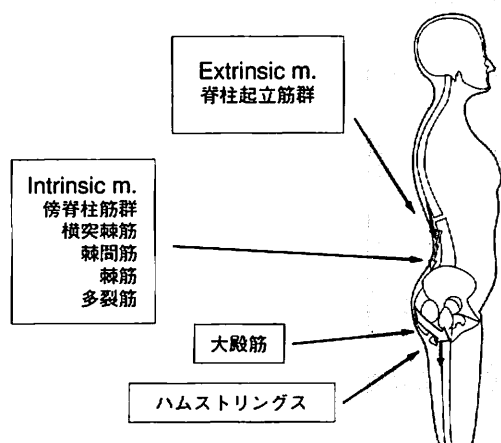 Extrinsic m.
脊柱起立筋群
Intrinsic m.
傍脊柱筋群
横突棘筋
棘間筋
棘筋
多裂筋
大殿筋
ハムストリングス